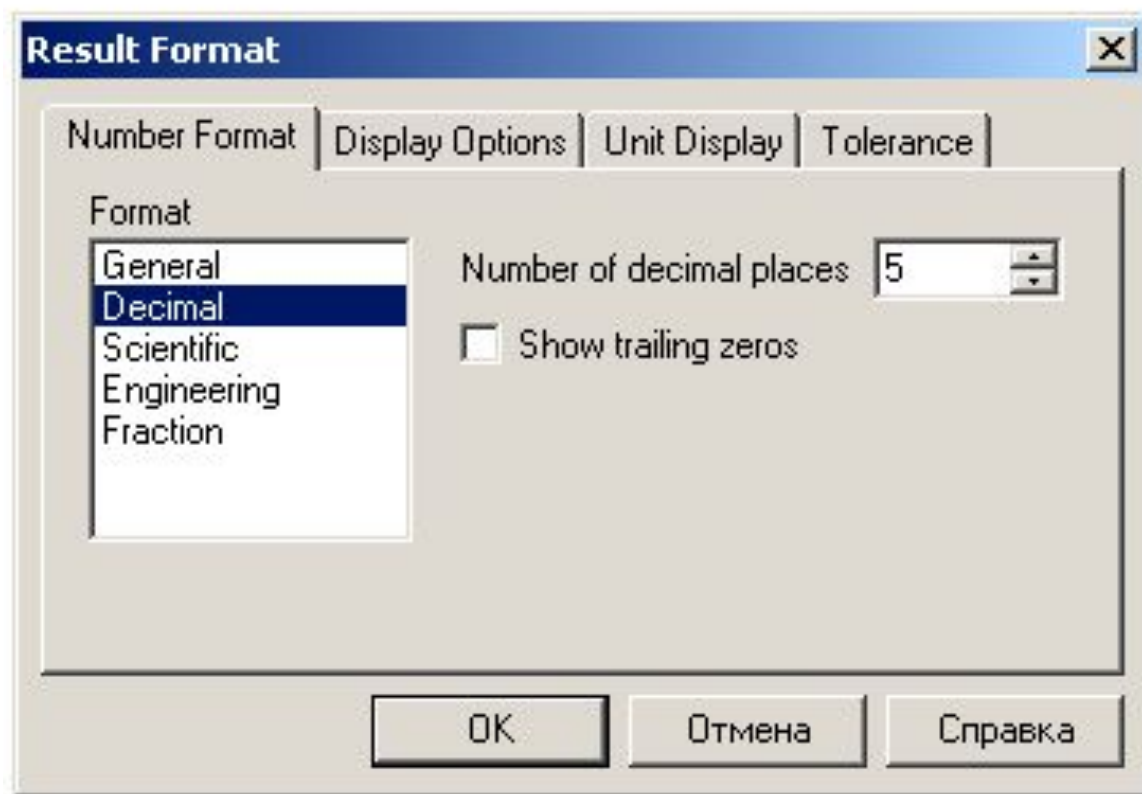 Result Format
Number Format Display Options Unit Display Tolerance
Format
General
Decimal
Scientific
Engineering
Fraction
Number of decimal places 5
Show trailing zeros
OK Отмена Справка